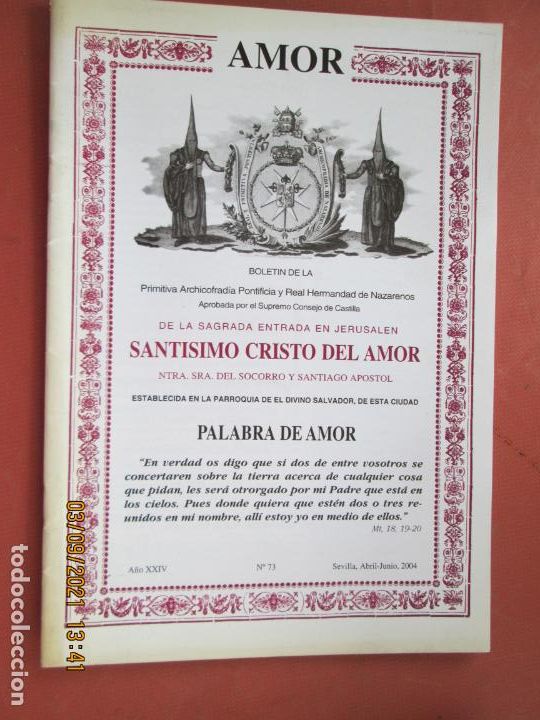 AMOR
BOLETIN DE LA
Primitiva Archicofradía Pontificia y Real Hermandad de Nazarenos
Aprobada por el Supremo Consejo de Castilla
DE LA SAGRADA ENTRADA EN JERUSALEN
SANTISIMO CRISTO DEL AMOR
NTRA. SRA. DEL SOCORRO Y SANTIAGO APOSTOL
ESTABLECIDA EN LA PARROQUIA DE EL DIVINO SALVADOR, DE ESTA CIUDAD
PALABRA DE AMOR
"En verdad os digo que si dos de entre vosotros se
concertaren sobre la tierra acerca de cualquier cosa
que pidan, les será otrorgado por mi Padre que está en
los cielos. Pues donde quiera que estén dos o tres re-
unidos en mi nombre, allí estoy yo en medio de ellos."
Mt, 18, 19-20
Año XXIV Nº 73 Sevilla, Abril-Junio, 2004
03/09/2021 13:41
todocoleccion.net